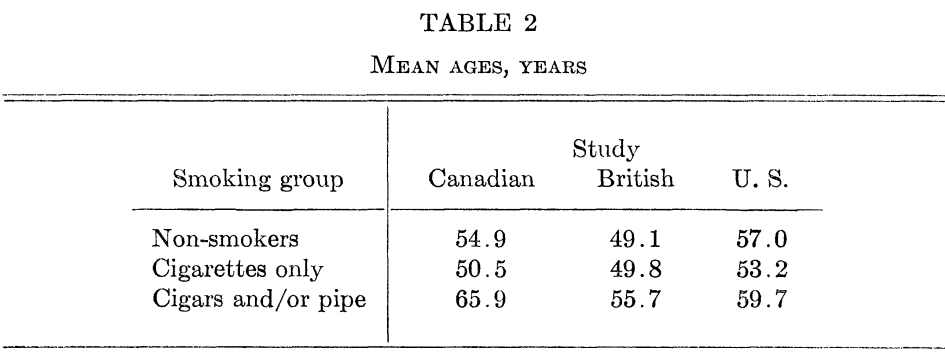 TABLE 2
MEAN AGES, YEARS
Study
Smoking group Canadian British U. S.
Non-smokers 54.9 49.1 57.0
Cigarettes only 50.5 49.8 53.2
Cigars and/or pipe 65.9 55.7 59.7